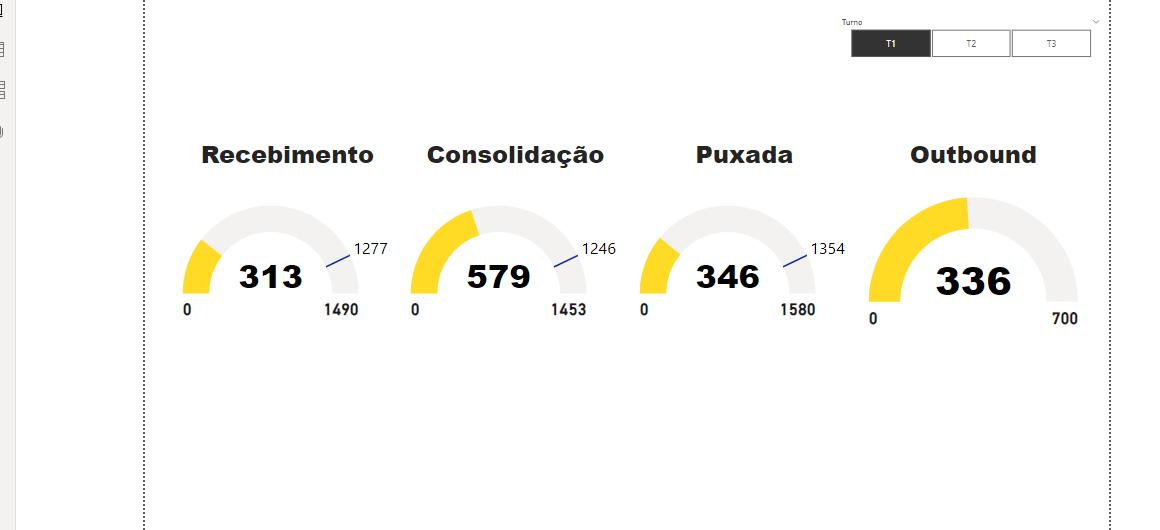 Turno
T1 T2 T3
Recebimento Consolidação Puxada Outbound
1277 1246 1354
313 579 346 336
0 1490 0 1453 0 1580 0 700